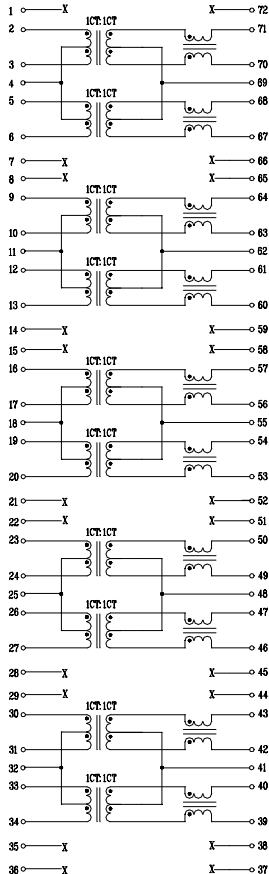 1 X X 72
1CT:1CT
2 71
3 70
4 69
1CT:1CT
5 68
6 67
7 X X 66
8 X X 65
1CT:1CT
9 64
10 63
11 62
1CT:1CT
12 61
13 60
14 X X 59
15 X X 58
1CT:1CT
16 57
17 56
18 55
1CT:1CT
19 54
20 53
21 X X 52
22 X X 51
1CT:1CT
23 50
24 49
25 48
1CT:1CT
26 47
27 46
28 X X 45
29 X X 44
1CT:1CT
30 43
31 42
32 41
1CT:1CT
33 40
34 39
35 X X 38
36 X X 37